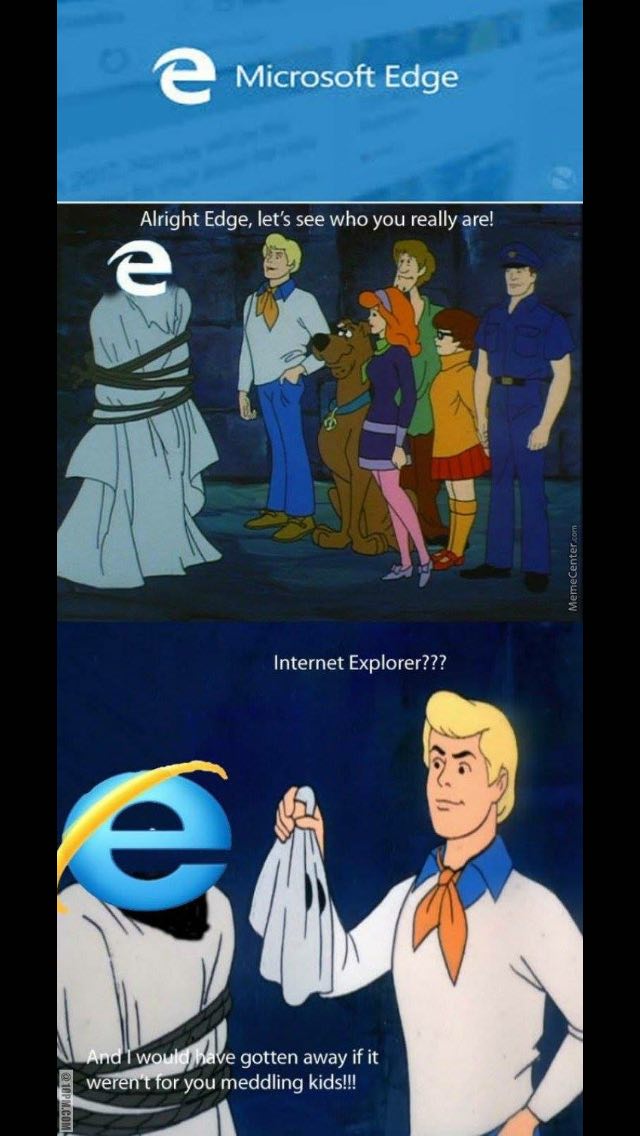 Microsoft Edge
Alright Edge, let's see who you really are!
MemeCenter.com
Internet Explorer???
And I would have gotten away if it
weren't for you meddling kids!!!